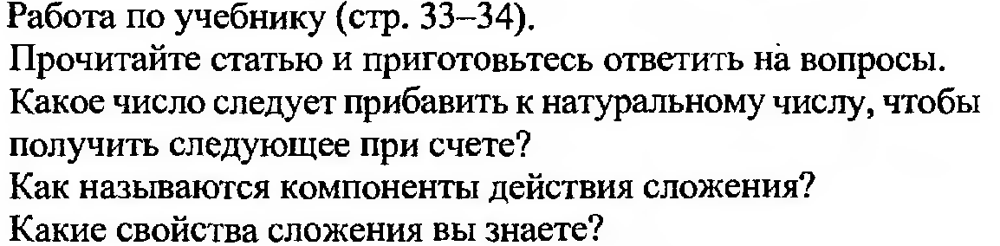 Работа по учебнику (стр. 33–34).
Прочитайте статью и приготовьтесь ответить на вопросы.
Какое число следует прибавить к натуральному числу, чтобы
получить следующее при счете?
Как называются компоненты действия сложения?
Какие свойства сложения вы знаете?